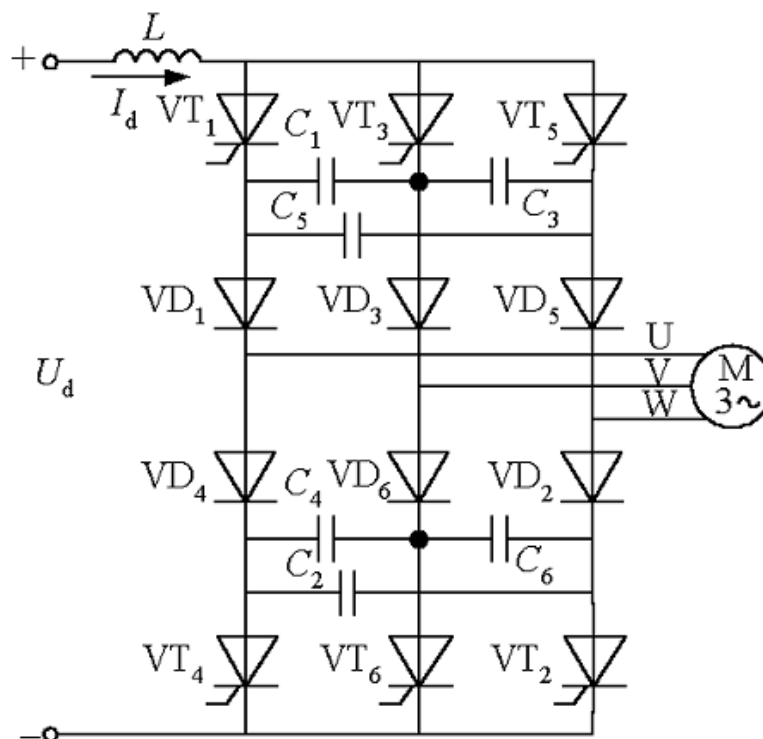 L
+
I_d VT_1 C_1 VT_3 VT_5
C_5 C_3
VD_1 VD_3 VD_5
U
U_d V M
W 3~
VD_4 C_4 VD_6 VD_2
C_2 C_6
VT_4 VT_6 VT_2
−